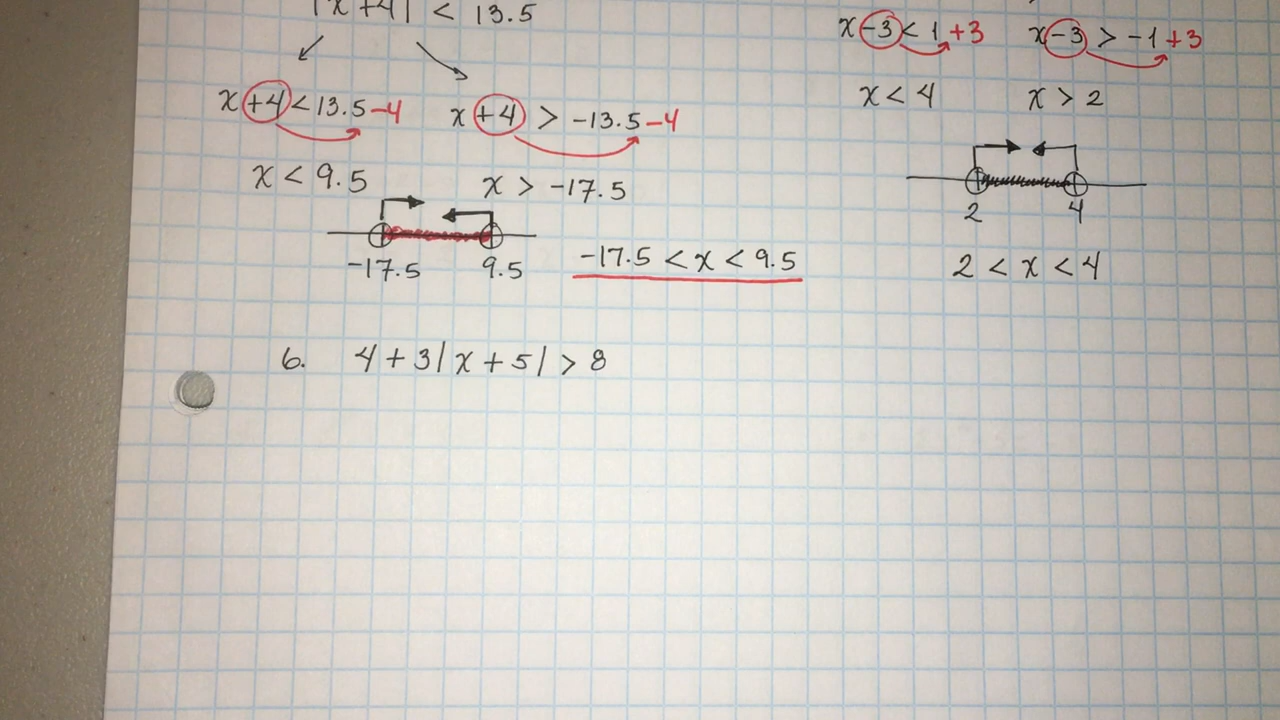 |x+4| < 13.5
x+4 < 13.5-4
x+4 > -13.5-4
x < 9.5
x > -17.5
-17.5
9.5
-17.5 < x < 9.5
x-3 < 1+3
x-3 > -1+3
x < 4
x > 2
2
4
2 < x < 4
6. 4+3|x+5| > 8